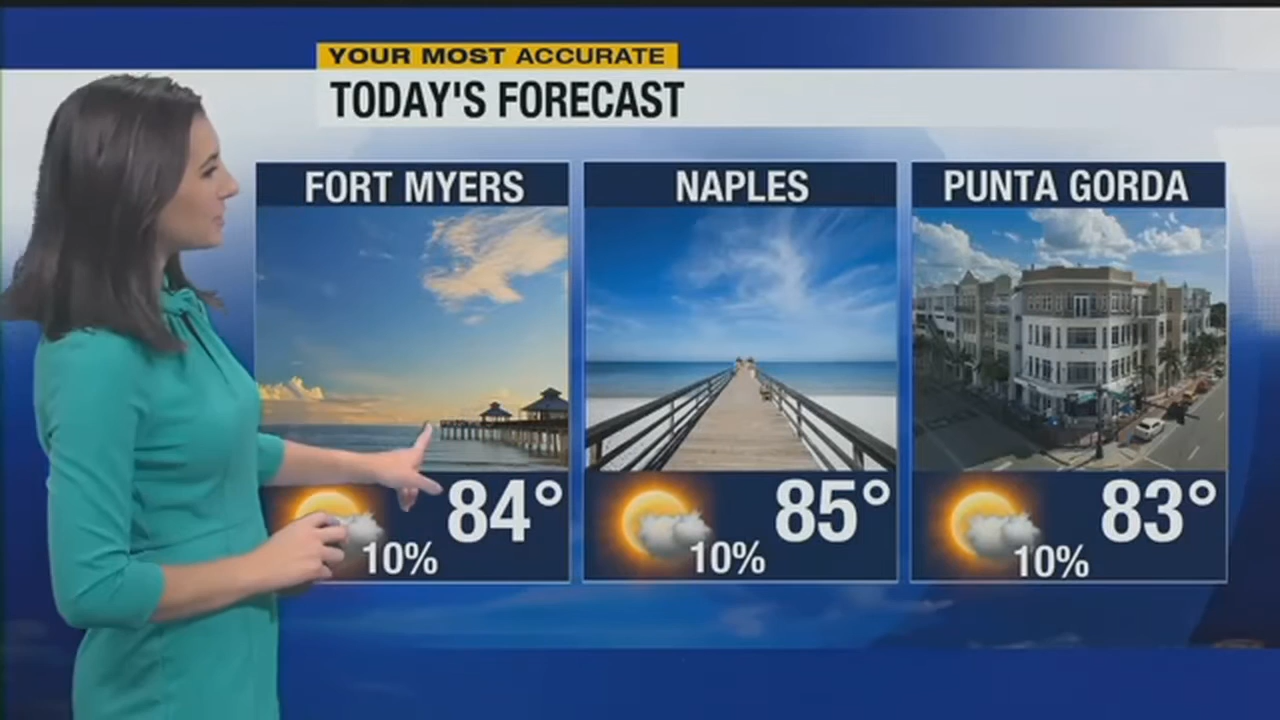 YOUR MOST ACCURATE
TODAY'S FORECAST
FORT MYERS
84°
10%
NAPLES
85°
10%
PUNTA GORDA
83°
10%